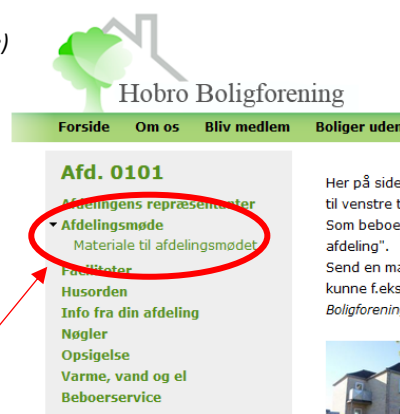 )
Hobro Boligforening
Forside Om os Bliv medlem Boliger uden
Afd. 0101
Afdelingens repræsentanter
Afdelingsmøde
Materiale til afdelingsmødet
Faciliteter
Husorden
Info fra din afdeling
Nøgler
Opsigelse
Varme, vand og el
Beboerservice
Her på side
til venstre t
Som beboe
afdeling".
Send en ma
kunne f.eks
Boligforenin